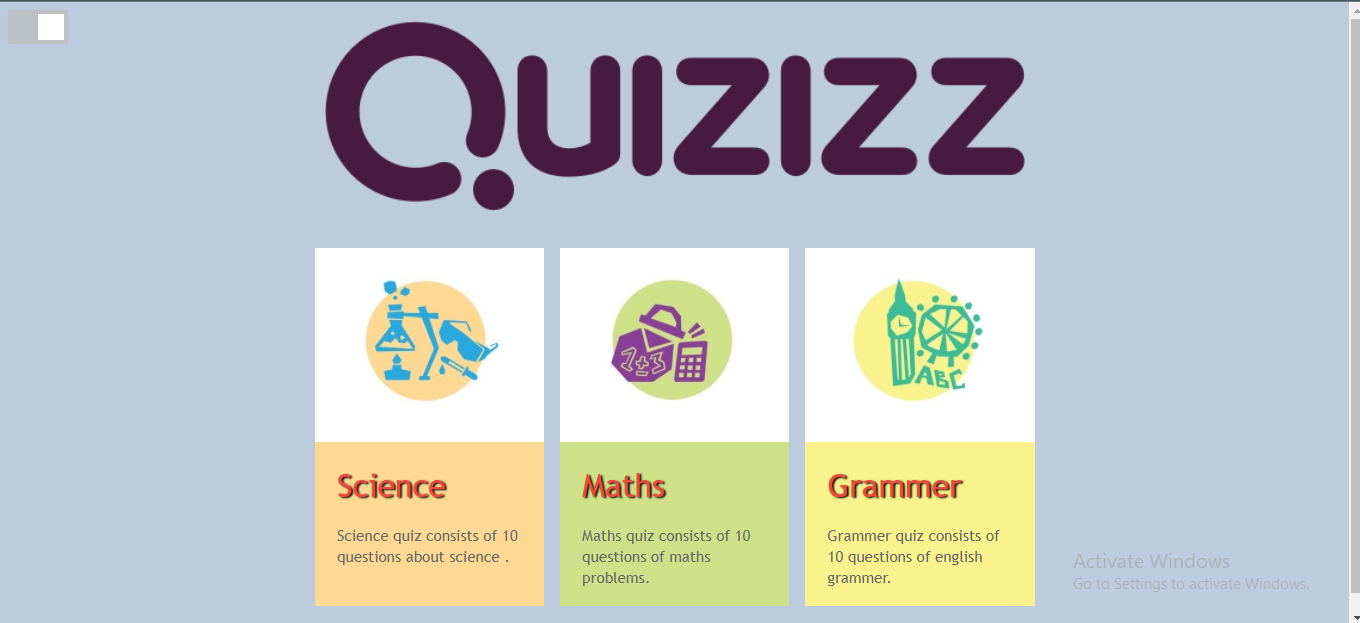 QUIZIZZ
1+3
ABC
Science
Maths
Grammer
Science quiz consists of 10
questions about science .
Maths quiz consists of 10
questions of maths
problems.
Grammer quiz consists of
10 questions of english
grammer.
Activate Windows
Go to Settings to activate Windows.